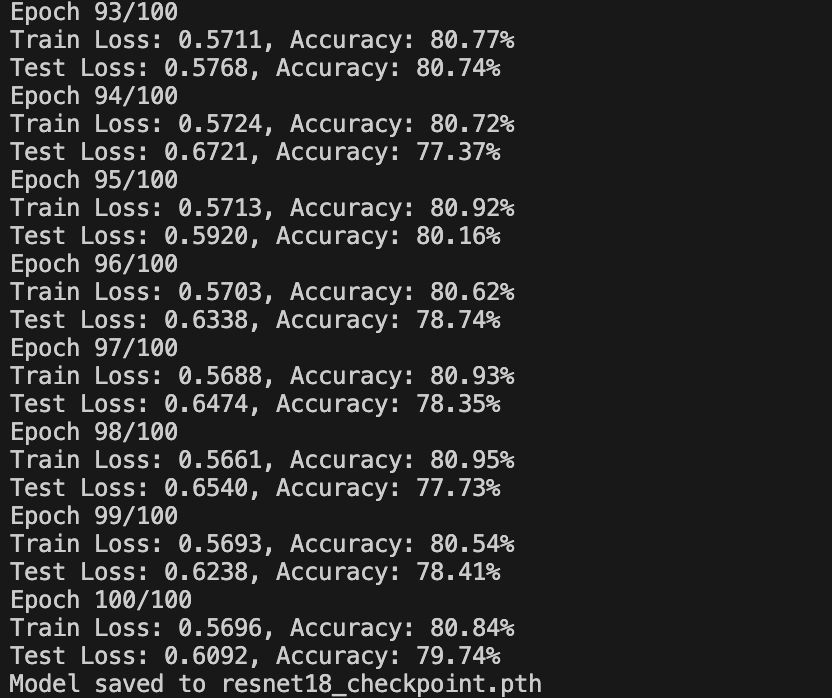 Epoch 93/100
Train Loss: 0.5711, Accuracy: 80.77%
Test Loss: 0.5768, Accuracy: 80.74%
Epoch 94/100
Train Loss: 0.5724, Accuracy: 80.72%
Test Loss: 0.6721, Accuracy: 77.37%
Epoch 95/100
Train Loss: 0.5713, Accuracy: 80.92%
Test Loss: 0.5920, Accuracy: 80.16%
Epoch 96/100
Train Loss: 0.5703, Accuracy: 80.62%
Test Loss: 0.6338, Accuracy: 78.74%
Epoch 97/100
Train Loss: 0.5688, Accuracy: 80.93%
Test Loss: 0.6474, Accuracy: 78.35%
Epoch 98/100
Train Loss: 0.5661, Accuracy: 80.95%
Test Loss: 0.6540, Accuracy: 77.73%
Epoch 99/100
Train Loss: 0.5693, Accuracy: 80.54%
Test Loss: 0.6238, Accuracy: 78.41%
Epoch 100/100
Train Loss: 0.5696, Accuracy: 80.84%
Test Loss: 0.6092, Accuracy: 79.74%
Model saved to resnet18_checkpoint.pth